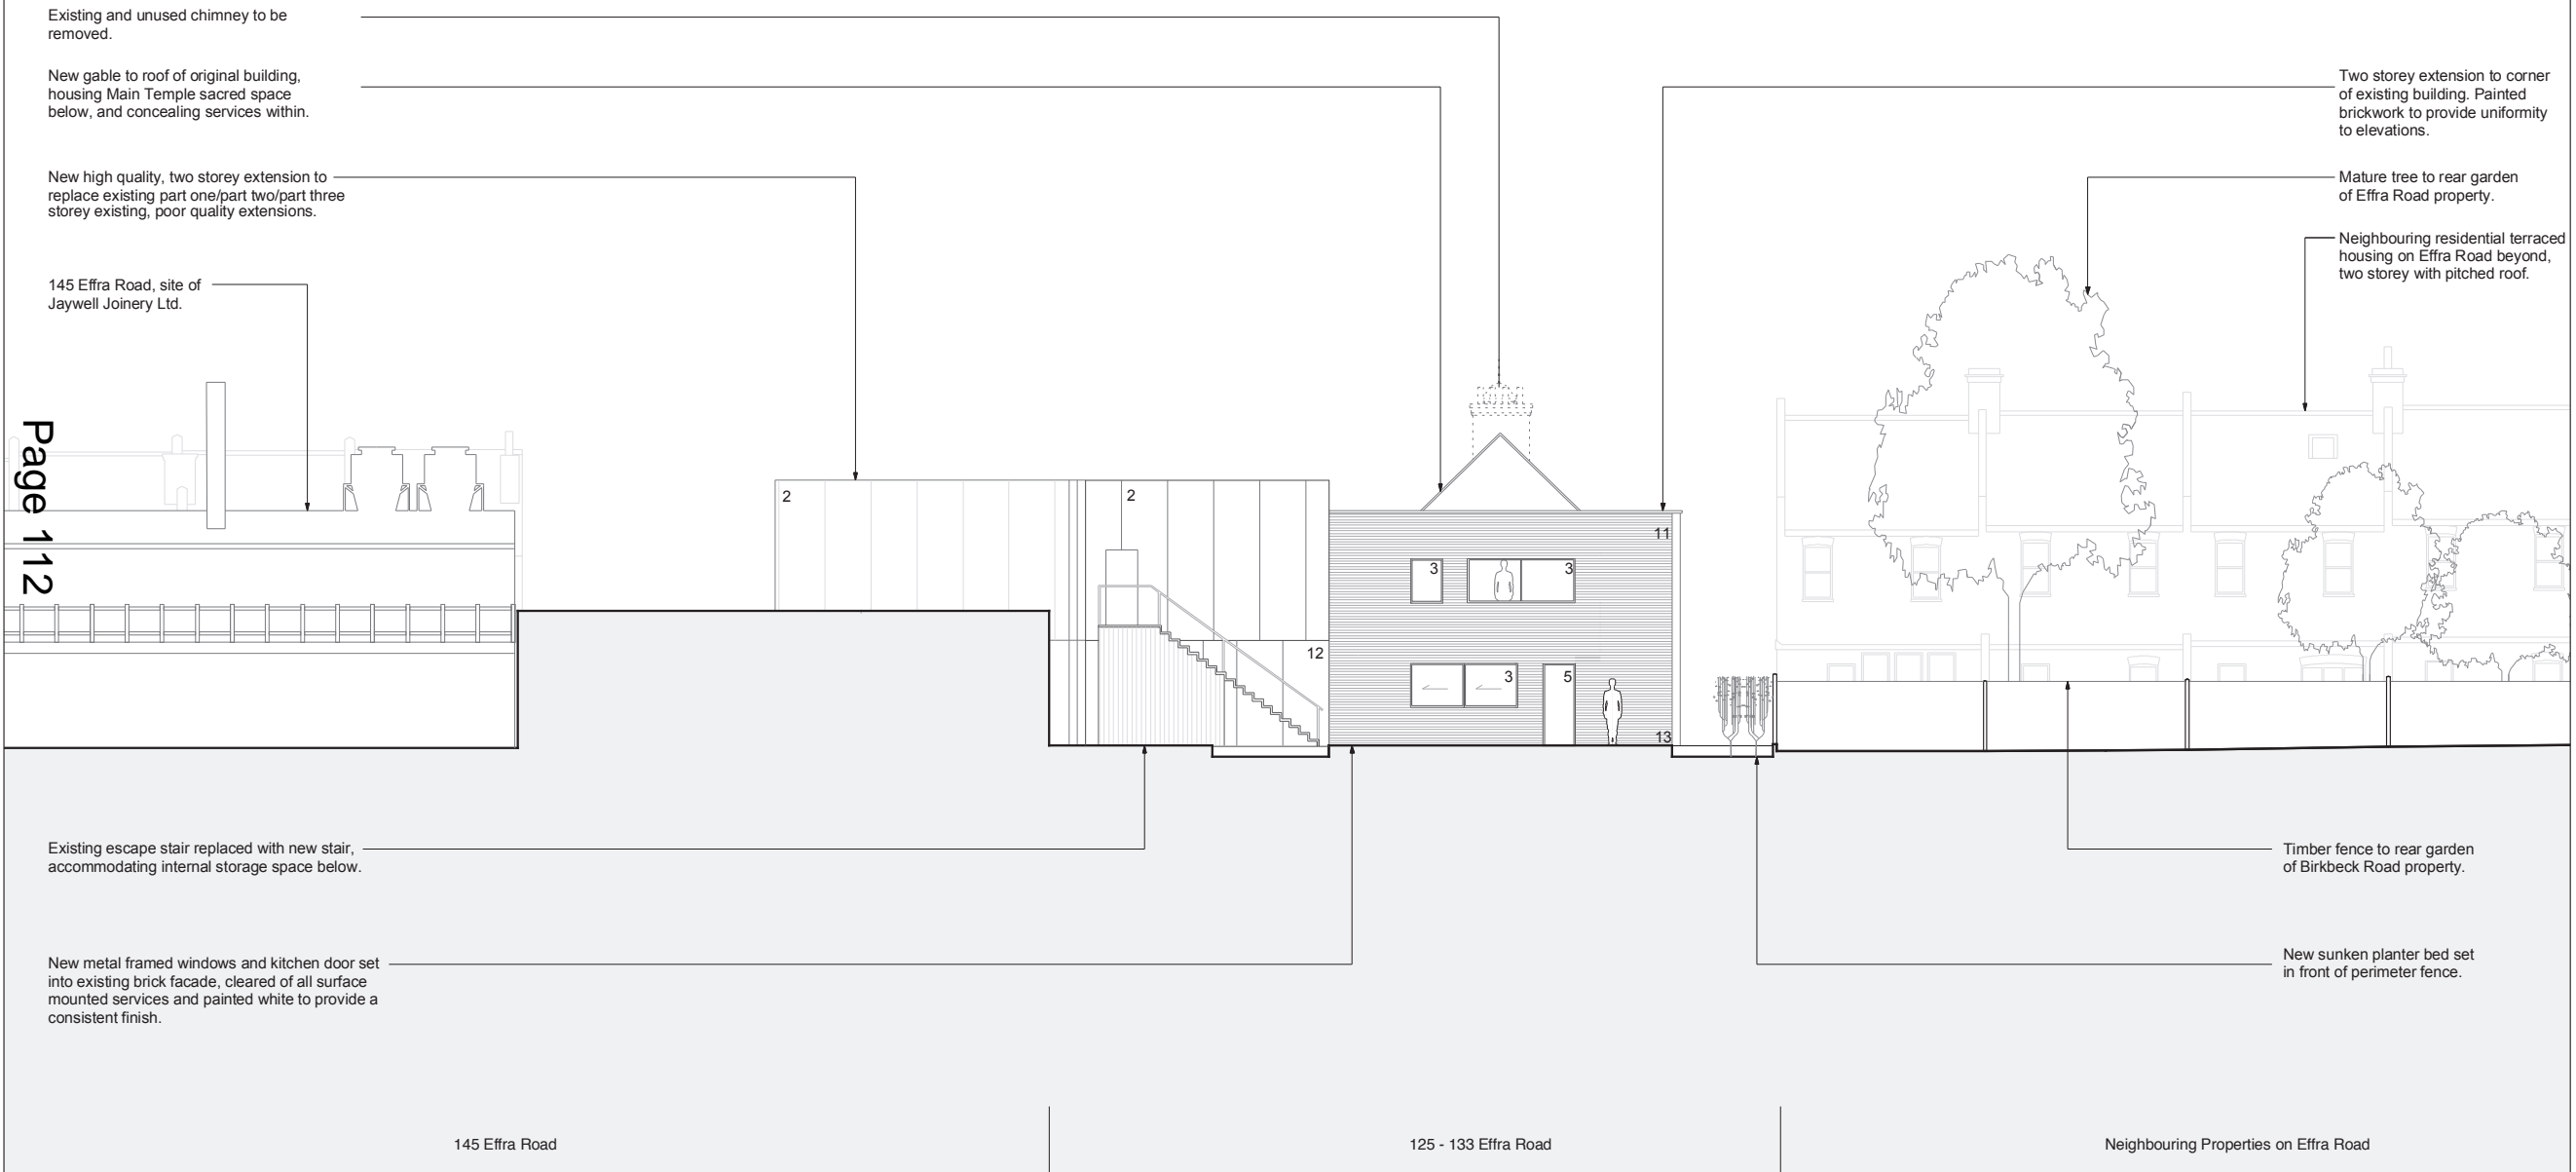 Existing and unused chimney to be
removed.
New gable to roof of original building,
housing Main Temple sacred space
below, and concealing services within.
New high quality, two storey extension to
replace existing part one/part two/part three
storey existing, poor quality extensions.
145 Effra Road, site of
Jaywell Joinery Ltd.
Two storey extension to corner
of existing building. Painted
brickwork to provide uniformity
to elevations.
Mature tree to rear garden
of Effra Road property.
Neighbouring residential terraced
housing on Effra Road beyond,
two storey with pitched roof.
Page 112
2
2
11
3
3
12
3
5
13
Existing escape stair replaced with new stair,
accommodating internal storage space below.
New metal framed windows and kitchen door set
into existing brick facade, cleared of all surface
mounted services and painted white to provide a
consistent finish.
Timber fence to rear garden
of Birkbeck Road property.
New sunken planter bed set
in front of perimeter fence.
145 Effra Road
125 - 133 Effra Road
Neighbouring Properties on Effra Road